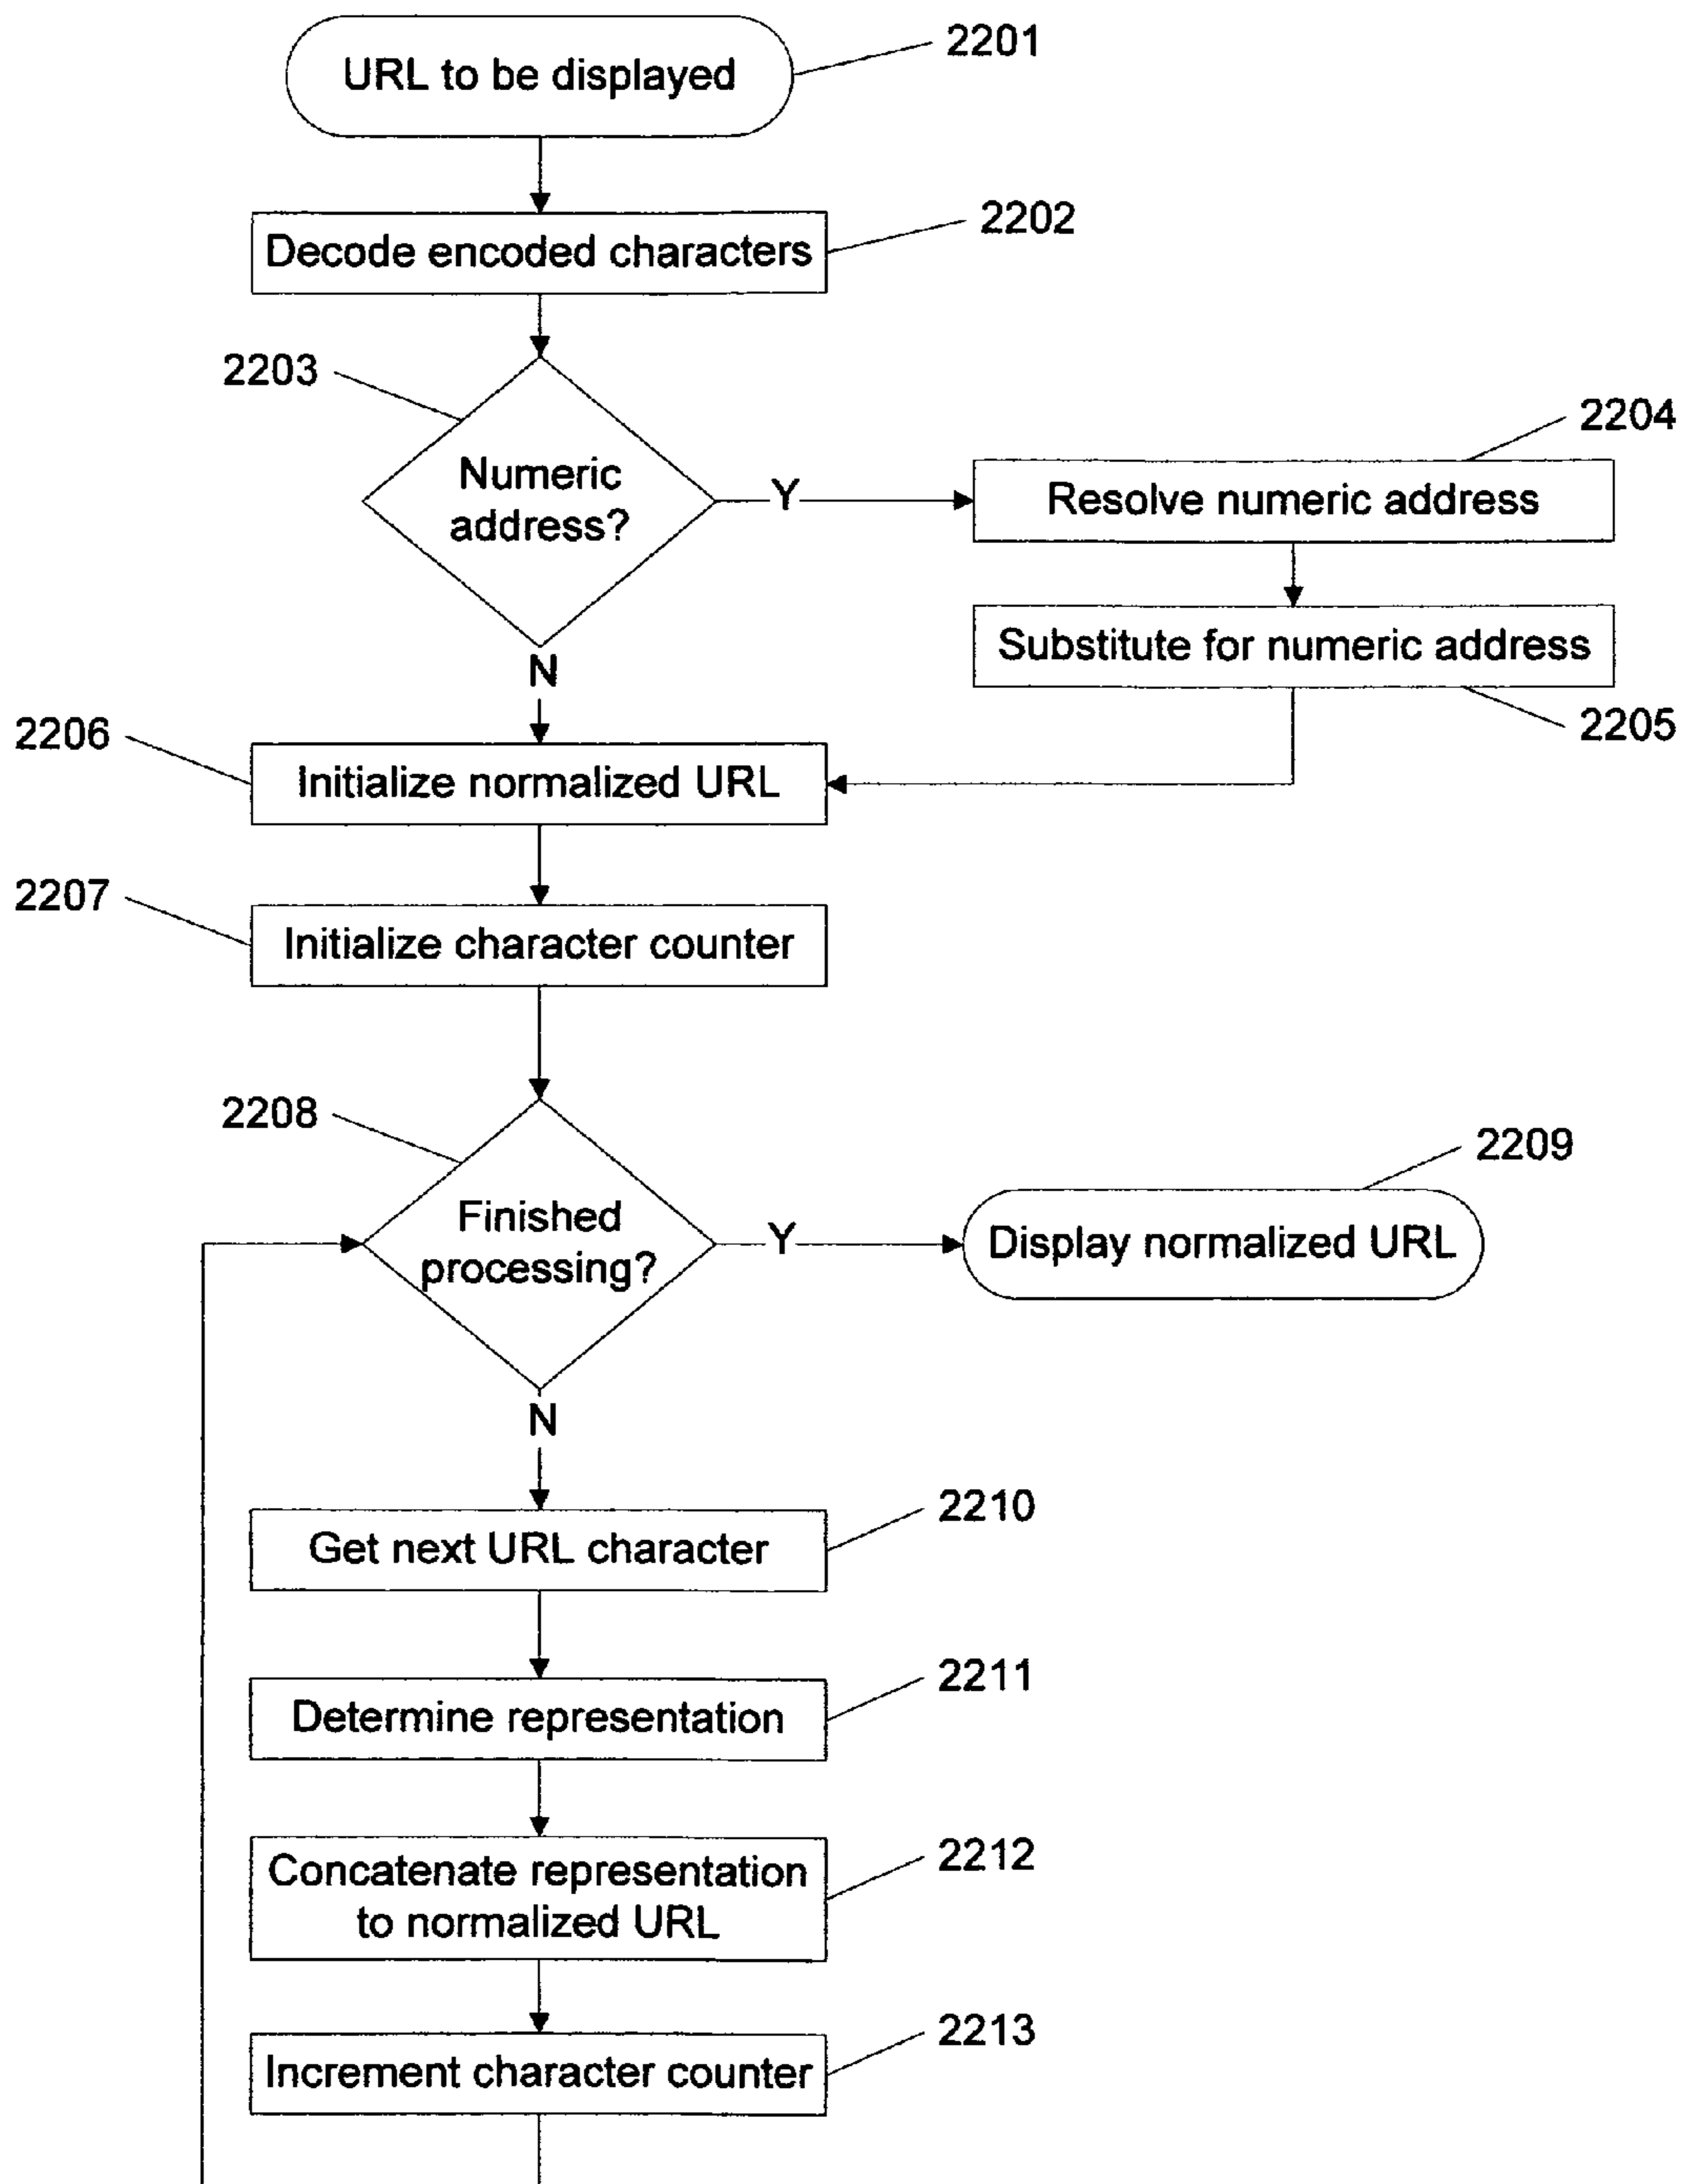 2201
URL to be displayed
2202
Decode encoded characters
2203
Numeric
address?
Y
2204
Resolve numeric address
Substitute for numeric address
2205
N
2206
Initialize normalized URL
2207
Initialize character counter
2208
Finished
processing?
Y
2209
Display normalized URL
N
2210
Get next URL character
2211
Determine representation
2212
Concatenate representation
to normalized URL
2213
Increment character counter